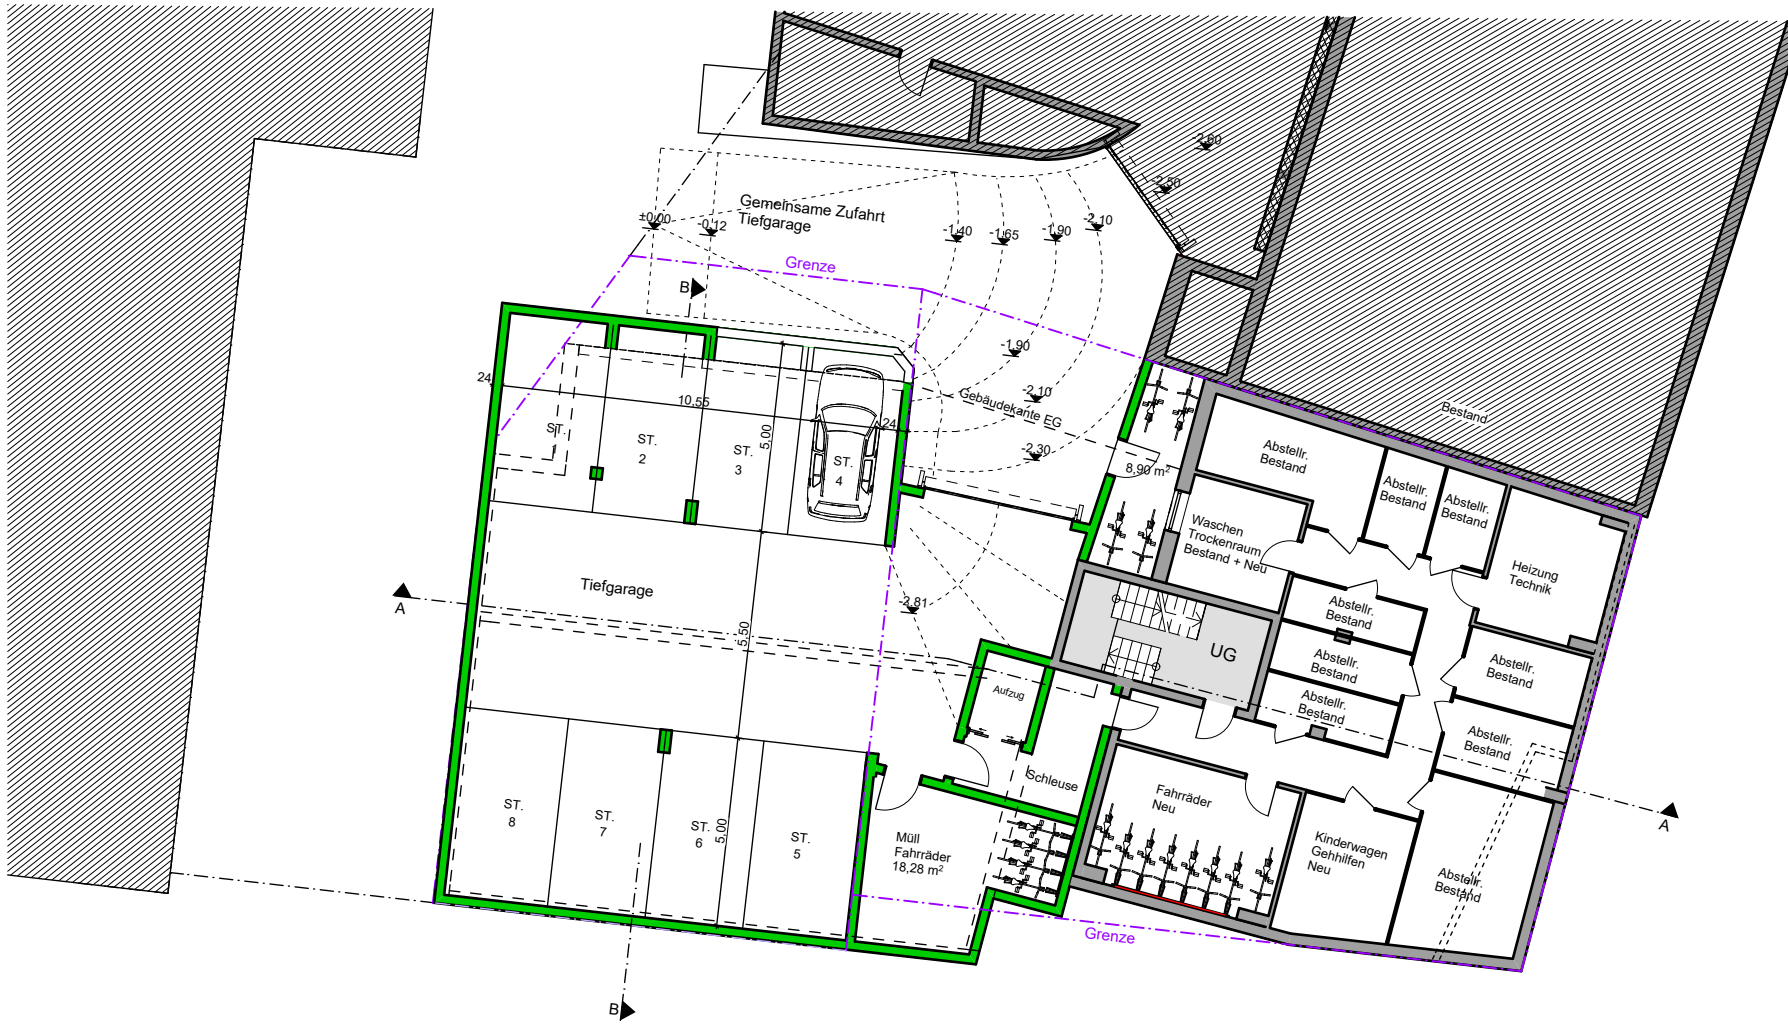 -2,60
-2,50
Gemeinsame Zufahrt
Tiefgarage
±0,00
-0,12
-1,40
-1,65
-1,90
-2,10
Grenze
B
-1,90
-2,10
Gebäudekante EG
-2,30
24
10,55
24
5,00
ST.
1
ST.
2
ST.
3
ST.
4
8,90 m²
Bestand
Abstellr.
Bestand
Abstellr.
Bestand
Abstellr.
Bestand
Waschen
Trockenraum
Bestand + Neu
Heizung
Technik
Tiefgarage
A
-2,81
5,50
Abstellr.
Bestand
Abstellr.
Bestand
Abstellr.
Bestand
Abstellr.
Bestand
Abstellr.
Bestand
UG
Aufzug
Schleuse
Fahrräder
Neu
Kinderwagen
Gehhilfen
Neu
Abstellr.
Bestand
A
ST.
8
ST.
7
ST.
6
5,00
ST.
5
Müll
Fahrräder
18,28 m²
Grenze
B